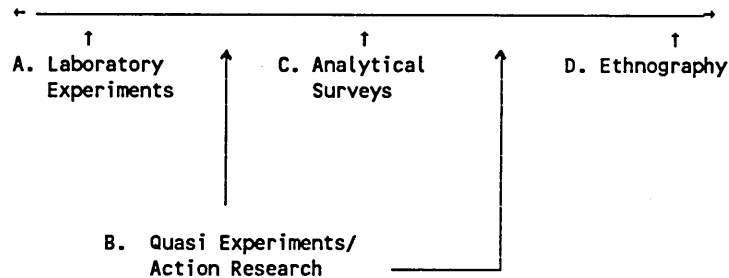 A. Laboratory
Experiments
C. Analytical
Surveys
D. Ethnography
B. Quasi Experiments/
Action Research